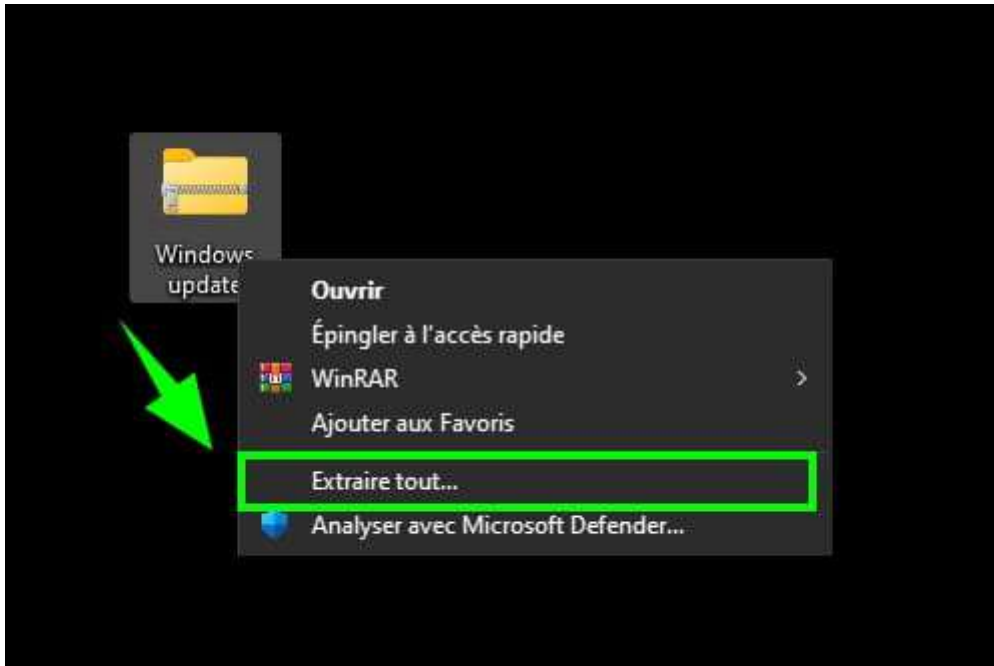 Windows
update
Ouvrir
Épingler à l'accès rapide
WinRAR
Ajouter aux Favoris
Extraire tout...
Analyser avec Microsoft Defender...